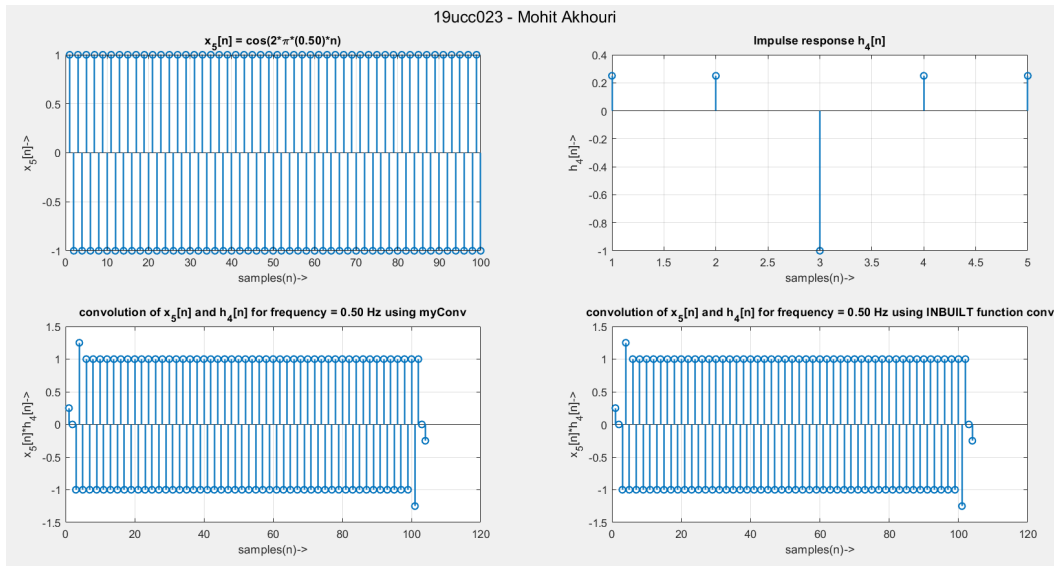 19ucc023 - Mohit Akhouri
x5[n] = cos(2*π*(0.50)*n)
1
0.5
0
-0.5
-1
x5[n]->
0 10 20 30 40 50 60 70 80 90 100
samples(n)->
Impulse response h4[n]
0.4
0.2
0
-0.2
-0.4
-0.6
-0.8
-1
h4[n]->
1 1.5 2 2.5 3 3.5 4 4.5 5
samples(n)->
convolution of x5[n] and h4[n] for frequency = 0.50 Hz using myConv
1.5
1
0.5
0
-0.5
-1
-1.5
x5[n]*h4[n]->
0 20 40 60 80 100 120
samples(n)->
convolution of x5[n] and h4[n] for frequency = 0.50 Hz using INBUILT function conv
1.5
1
0.5
0
-0.5
-1
-1.5
x5[n]*h4[n]->
0 20 40 60 80 100 120
samples(n)->